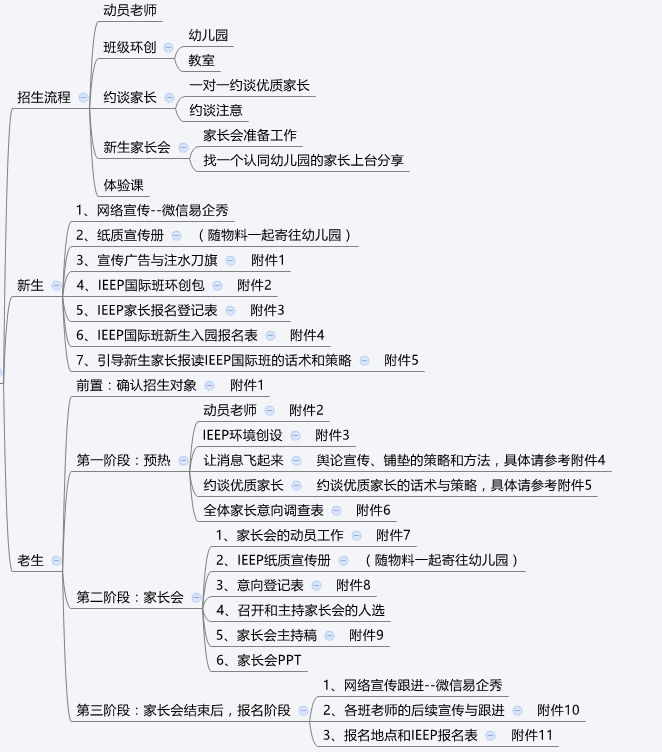 招生流程
动员老师
班级环创
幼儿园
教室
约谈家长
一对一约谈优质家长
约谈注意
新生家长会
家长会准备工作
找一个认同幼儿园的家长上台分享
体验课
新生
1、网络宣传--微信易企秀
2、纸质宣传册 （随物料一起寄往幼儿园）
3、宣传广告与注水刀旗 附件1
4、IEEP国际班环创包 附件2
5、IEEP家长报名登记表 附件3
6、IEEP国际班新生入园报名表 附件4
7、引导新生家长报读IEEP国际班的话术和策略 附件5
老生
前置：确认招生对象 附件1
第一阶段：预热
动员老师 附件2
IEEP环境创设 附件3
让消息飞起来 舆论宣传、铺垫的策略和方法，具体请参考附件4
约谈优质家长 约谈优质家长的话术与策略，具体请参考附件5
全体家长意向调查表 附件6
第二阶段：家长会
1、家长会的动员工作 附件7
2、IEEP纸质宣传册 （随物料一起寄往幼儿园）
3、意向登记表 附件8
4、召开和主持家长会的人选
5、家长会主持稿 附件9
6、家长会PPT
第三阶段：家长会结束后，报名阶段
1、网络宣传跟进--微信易企秀
2、各班老师的后续宣传与跟进 附件10
3、报名地点和IEEP报名表 附件11